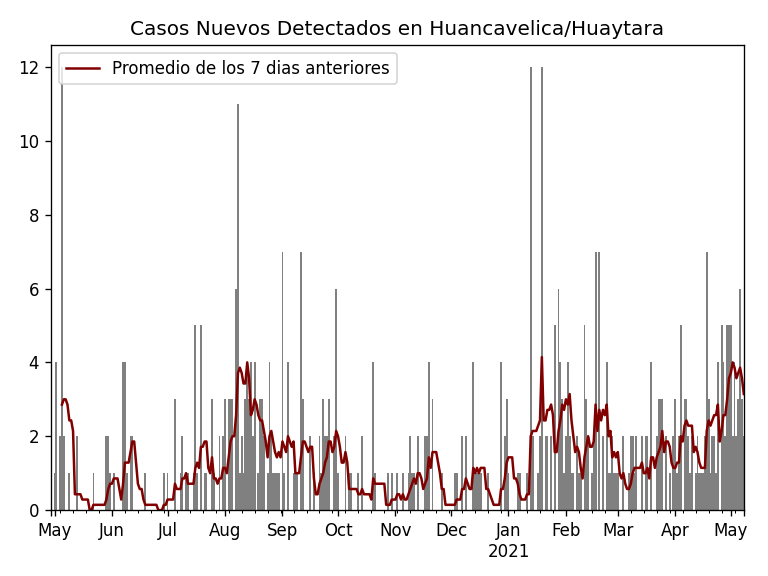 Casos Nuevos Detectados en Huancavelica/Huaytara
Promedio de los 7 dias anteriores
12
10
8
6
4
2
0
May Jun Jul Aug Sep Oct Nov Dec Jan Feb Mar Apr May
2021